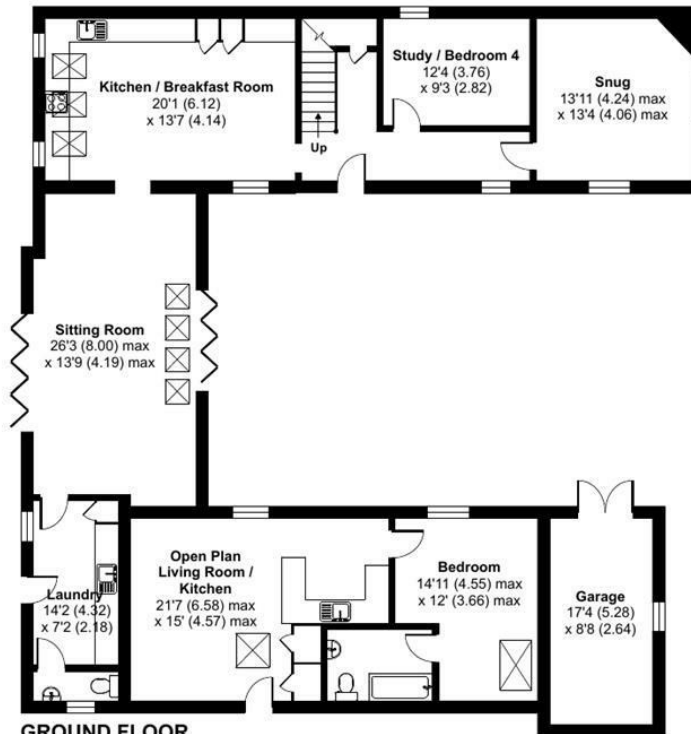 Kitchen / Breakfast Room
20'1 (6.12)
x 13'7 (4.14)
Up
Study / Bedroom 4
12'4 (3.76)
x 9'3 (2.82)
Snug
13'11 (4.24) max
x 13'4 (4.06) max
Sitting Room
26'3 (8.00) max
x 13'9 (4.19) max
Laundry
14'2 (4.32)
x 7'2 (2.18)
Open Plan
Living Room /
Kitchen
21'7 (6.58) max
x 15' (4.57) max
Bedroom
14'11 (4.55) max
x 12' (3.66) max
Garage
17'4 (5.28)
x 8'8 (2.64)
GROUND FLOOR